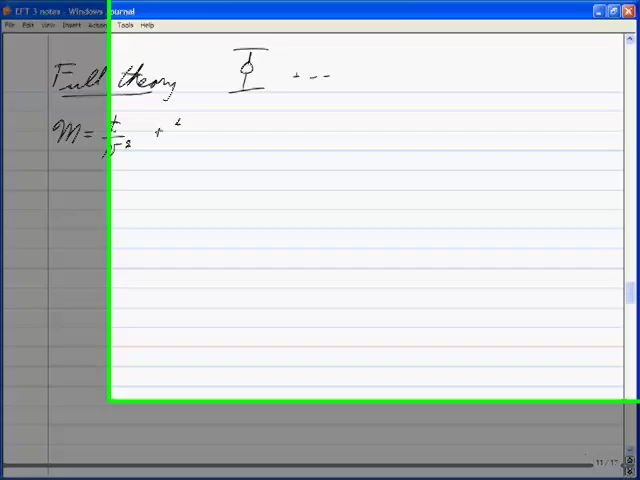 EFT 3 notes - Windows Journal
File Edit View Insert Actions Tools Help
Full theory + ---
M =
11 / 17